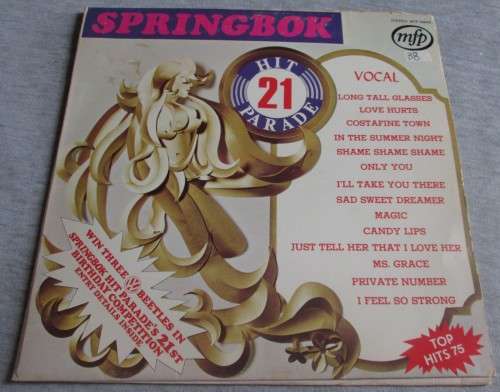 SPRINGBOK
HIT
21
PARADE
mfp
88
VOCAL
LONG TALL GLASSES
LOVE HURTS
COSTAFINE TOWN
IN THE SUMMER NIGHT
SHAME SHAME SHAME
ONLY YOU
I'LL TAKE YOU THERE
SAD SWEET DREAMER
MAGIC
CANDY LIPS
JUST TELL HER THAT I LOVE HER
MS. GRACE
PRIVATE NUMBER
I FEEL SO STRONG
WIN THREE VW BEETLES IN
SPRINGBOK HIT PARADE'S 21ST
BIRTHDAY COMPETITION
ENTRY DETAILS INSIDE
TOP
HITS 75